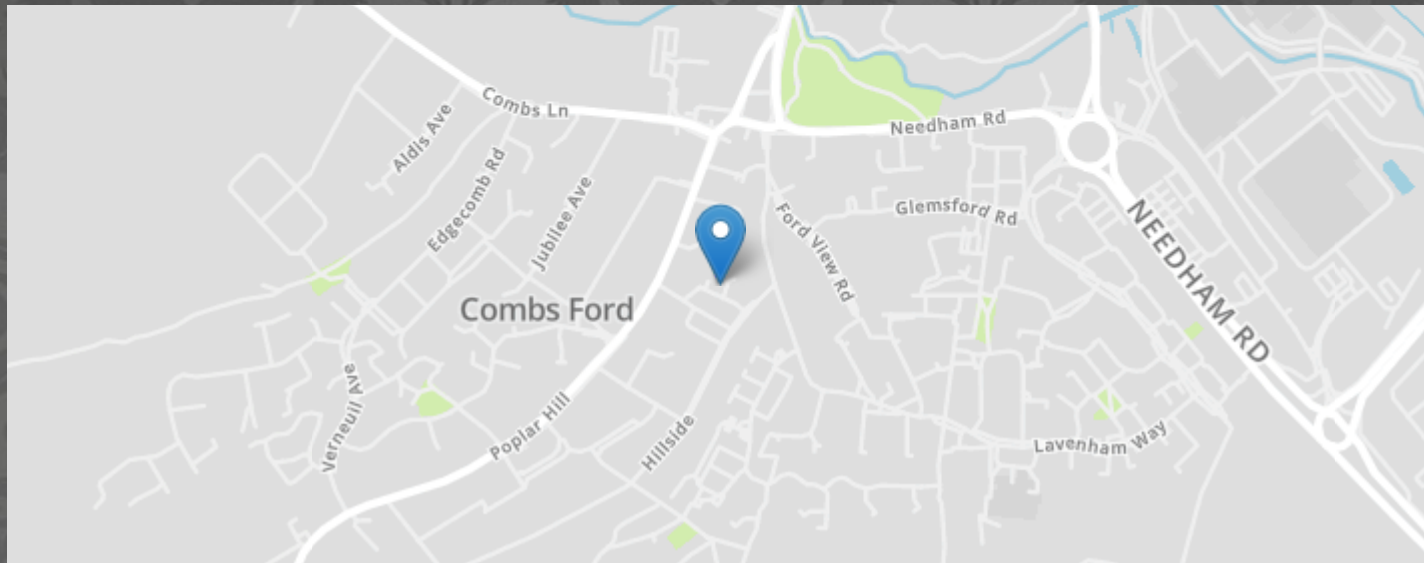 Combs Ln
Aldis Ave
Needham Rd
Edgecomb Rd
Jubilee Ave
Ford View Rd
Glemsford Rd
NEEDHAM RD
Combs Ford
Verneuil Ave
Poplar Hill
Hillside
Lavenham Way